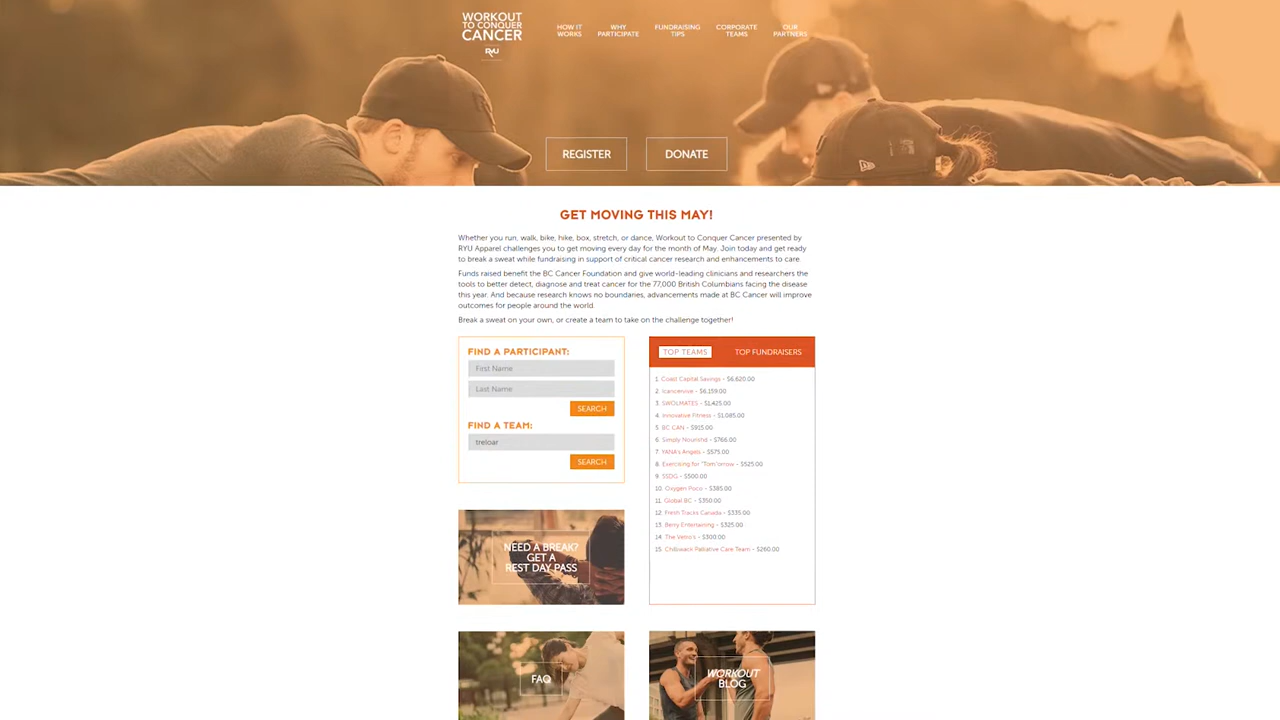 WORKOUT
TO CONQUER
CANCER
RYU
HOW IT
WORKS
WHY
PARTICIPATE
FUNDRAISING
TIPS
CORPORATE
TEAMS
OUR
PARTNERS
REGISTER
DONATE
GET MOVING THIS MAY!
Whether you run, walk, bike, hike, box, stretch, or dance, Workout to Conquer Cancer presented by
RYU Apparel challenges you to get moving every day for the month of May. Join today and get ready
to break a sweat while fundraising in support of critical cancer research and enhancements to care.
Funds raised benefit the BC Cancer Foundation and give world-leading clinicians and researchers the
tools to better detect, diagnose and treat cancer for the 77,000 British Columbians facing the disease
this year. And because research knows no boundaries, advancements made at BC Cancer will improve
outcomes for people around the world.
Break a sweat on your own, or create a team to take on the challenge together!
FIND A PARTICIPANT:
First Name
Last Name
SEARCH
FIND A TEAM:
treloar
SEARCH
TOP TEAMS
TOP FUNDRAISERS
1. Coast Capital Savings - $6,620.00
2. Icancervive - $6,159.00
3. SWOLMATES - $1,425.00
4. Innovative Fitness - $1,085.00
5. BC CAN - $915.00
6. Simply Nourishd - $766.00
7. YANA's Angels - $575.00
8. Exercising for "Tom"orrow - $525.00
9. SSDG - $500.00
10. Oxygen Poco - $385.00
11. Global BC - $350.00
12. Fresh Tracks Canada - $335.00
13. Berry Entertaining - $325.00
14. The Vetro's - $300.00
15. Chilliwack Palliative Care Team - $260.00
NEED A BREAK?
GET A
REST DAY PASS
FAQ
WORKOUT
BLOG